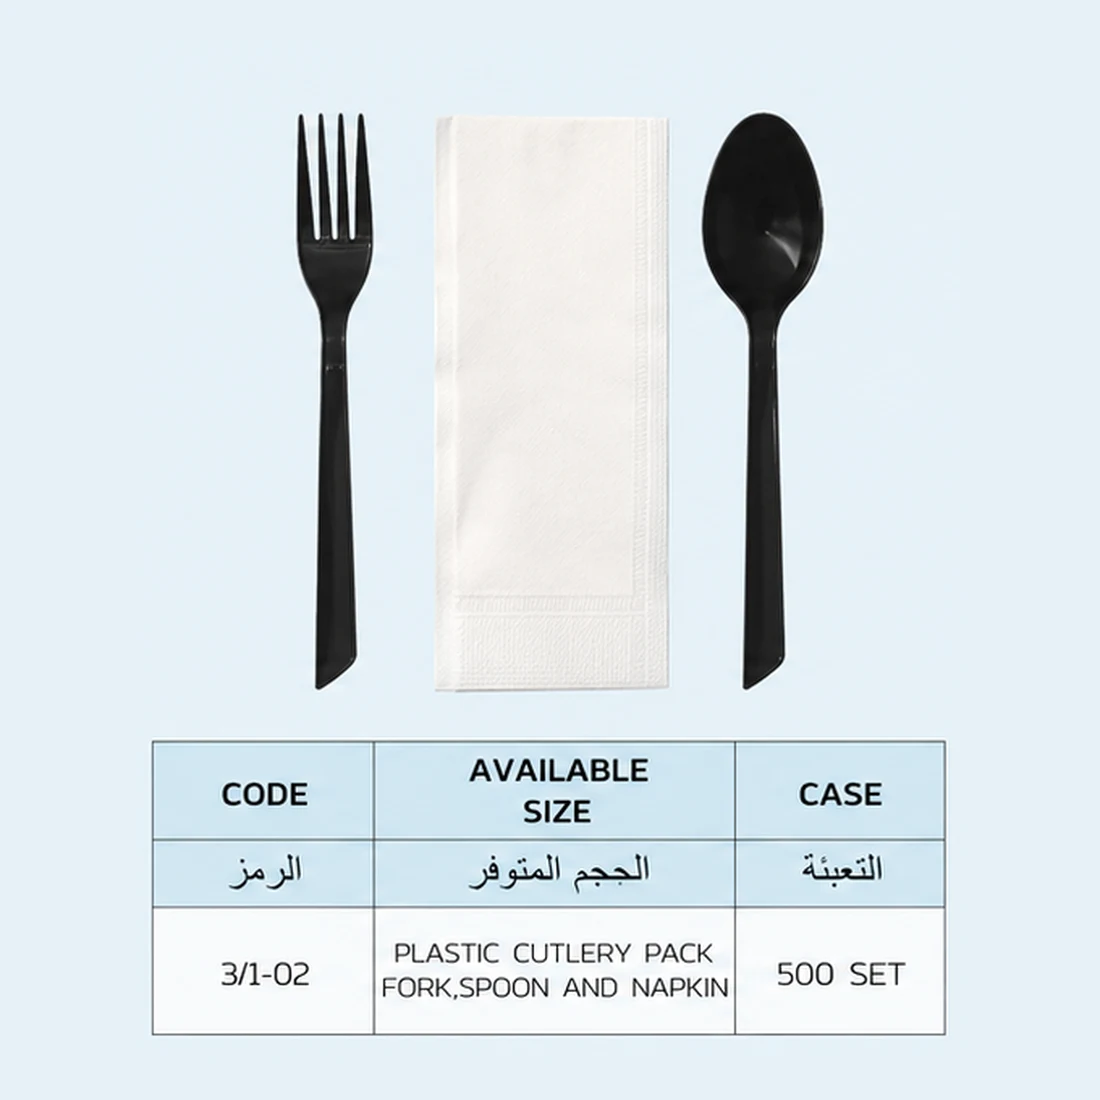 CODE
AVAILABLE
SIZE
CASE
الرمز
الججم المتوفر
التعبئة
3/1-02
PLASTIC CUTLERY PACK
FORK,SPOON AND NAPKIN
500 SET